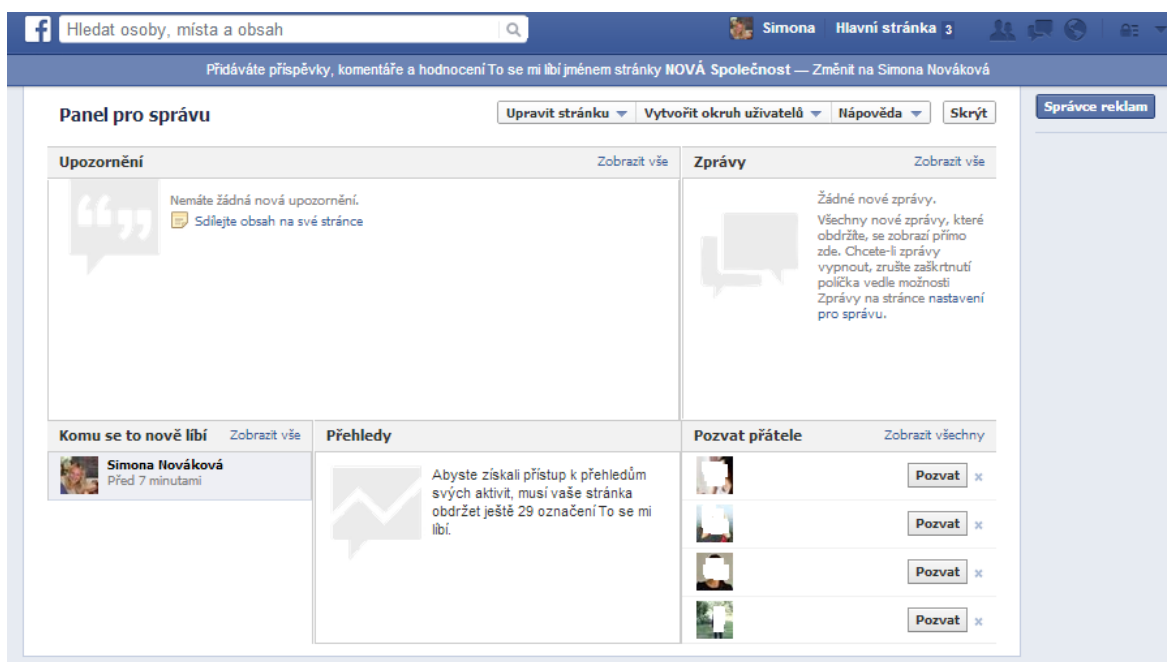 f
Hledat osoby, místa a obsah
Simona
Hlavní stránka 3
Přidáváte příspěvky, komentáře a hodnocení To se mi líbí jménem stránky NOVÁ Společnost — Změnit na Simona Nováková
Panel pro správu
Upravit stránku
Vytvořit okruh uživatelů
Nápověda
Skrýt
Správce reklam
Upozornění
Zobrazit vše
Nemáte žádná nová upozornění.
Sdílejte obsah na své stránce
Zprávy
Zobrazit vše
Žádné nové zprávy.
Všechny nové zprávy, které
obdržíte, se zobrazí přímo
zde. Chcete-li zprávy
vypnout, zrušte zaškrtnutí
políčka vedle možnosti
Zprávy na stránce nastavení
pro správu.
Komu se to nově líbí
Zobrazit vše
Simona Nováková
Před 7 minutami
Přehledy
Abyste získali přístup k přehledům
svých aktivit, musí vaše stránka
obdržet ještě 29 označení To se mi
líbí.
Pozvat přátele
Zobrazit všechny
Pozvat x
Pozvat x
Pozvat x
Pozvat x